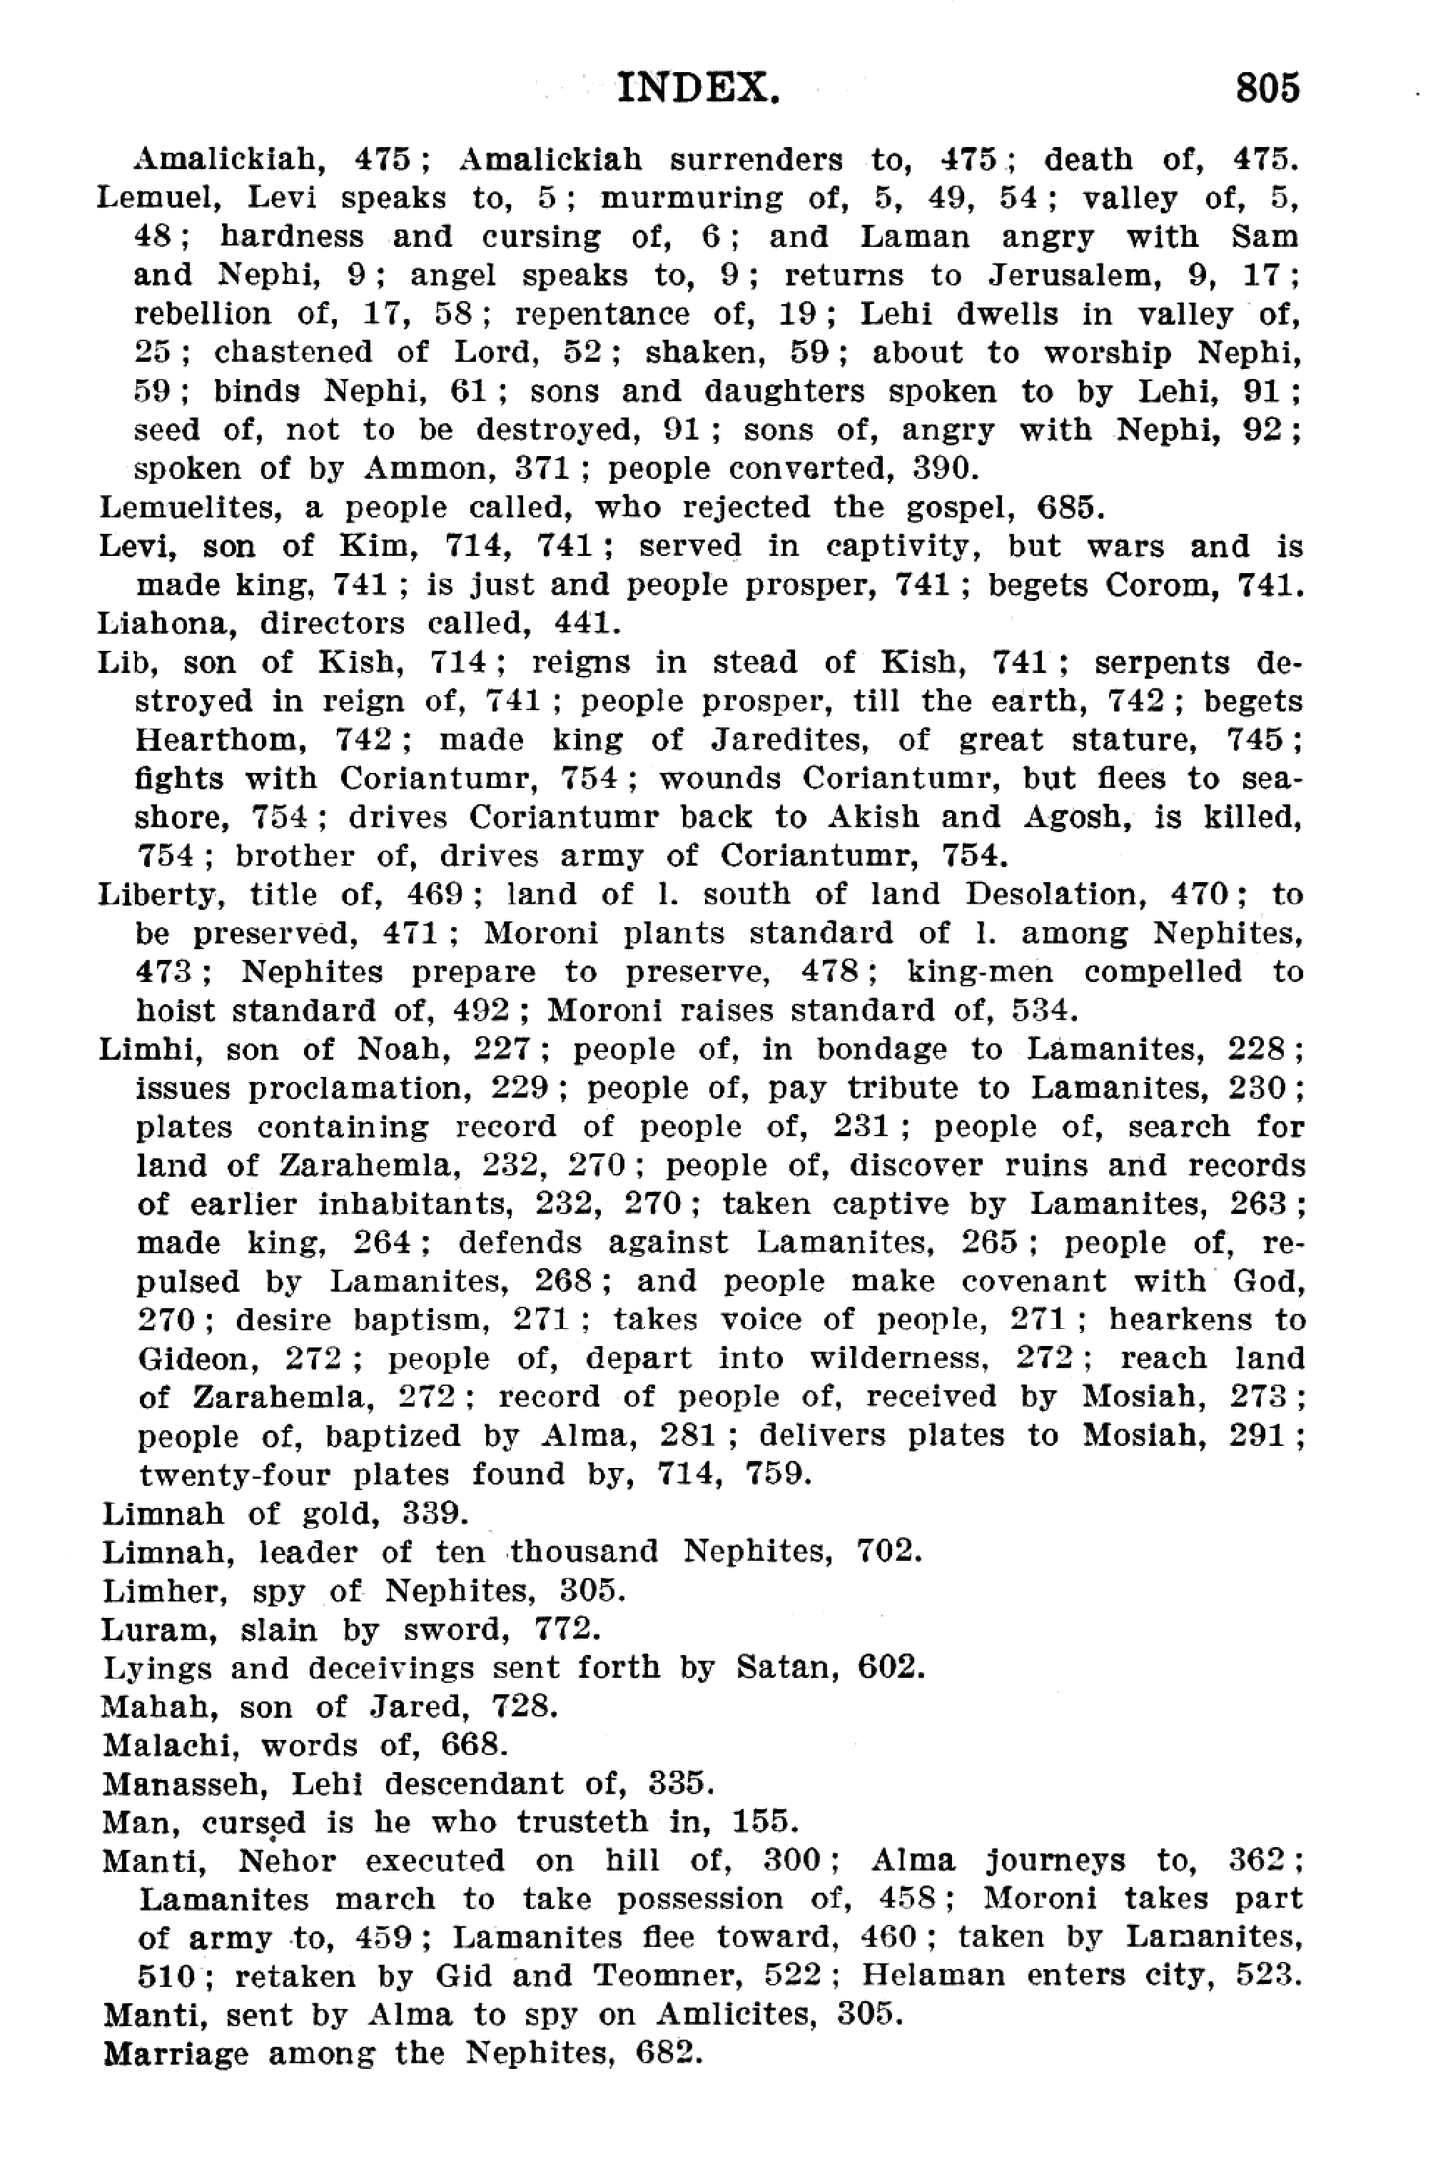 INDEX. 805
Amalickiah, 475; Amalickiah surrenders to, 475; death of, 475.
Lemuel, Levi speaks to, 5; murmuring of, 5, 49, 54; valley of, 5,
48; hardness and cursing of, 6; and Laman angry with Sam
and Nephi, 9; angel speaks to, 9; returns to Jerusalem, 9, 17;
rebellion of, 17, 58; repentance of, 19; Lehi dwells in valley of,
25; chastened of Lord, 52; shaken, 59; about to worship Nephi,
59; binds Nephi, 61; sons and daughters spoken to by Lehi, 91;
seed of, not to be destroyed, 91; sons of, angry with Nephi, 92;
spoken of by Ammon, 371; people converted, 390.
Lemuelites, a people called, who rejected the gospel, 685.
Levi, son of Kim, 714, 741; served in captivity, but wars and is
made king, 741; is just and people prosper, 741; begets Corom, 741.
Liahona, directors called, 441.
Lib, son of Kish, 714; reigns in stead of Kish, 741; serpents de-
stroyed in reign of, 741; people prosper, till the earth, 742; begets
Hearthom, 742; made king of Jaredites, of great stature, 745;
fights with Coriantumr, 754; wounds Coriantumr, but flees to sea-
shore, 754; drives Coriantumr back to Akish and Agosh, is killed,
754; brother of, drives army of Coriantumr, 754.
Liberty, title of, 469; land of l. south of land Desolation, 470; to
be preserved, 471; Moroni plants standard of l. among Nephites,
473; Nephites prepare to preserve, 478; king-men compelled to
hoist standard of, 492; Moroni raises standard of, 534.
Limhi, son of Noah, 227; people of, in bondage to Lamanites, 228;
issues proclamation, 229; people of, pay tribute to Lamanites, 230;
plates containing record of people of, 231; people of, search for
land of Zarahemla, 232, 270; people of, discover ruins and records
of earlier inhabitants, 232, 270; taken captive by Lamanites, 263;
made king, 264; defends against Lamanites, 265; people of, re-
pulsed by Lamanites, 268; and people make covenant with God,
270; desire baptism, 271; takes voice of people, 271; hearkens to
Gideon, 272; people of, depart into wilderness, 272; reach land
of Zarahemla, 272; record of people of, received by Mosiah, 273;
people of, baptized by Alma, 281; delivers plates to Mosiah, 291;
twenty-four plates found by, 714, 759.
Limnah of gold, 339.
Limnah, leader of ten thousand Nephites, 702.
Limher, spy of Nephites, 305.
Luram, slain by sword, 772.
Lyings and deceivings sent forth by Satan, 602.
Mahah, son of Jared, 728.
Malachi, words of, 668.
Manasseh, Lehi descendant of, 335.
Man, cursed is he who trusteth in, 155.
Manti, Nehor executed on hill of, 300; Alma journeys to, 362;
Lamanites march to take possession of, 458; Moroni takes part
of army to, 459; Lamanites flee toward, 460; taken by Lamanites,
510; retaken by Gid and Teomner, 522; Helaman enters city, 523.
Manti, sent by Alma to spy on Amlicites, 305.
Marriage among the Nephites, 682.